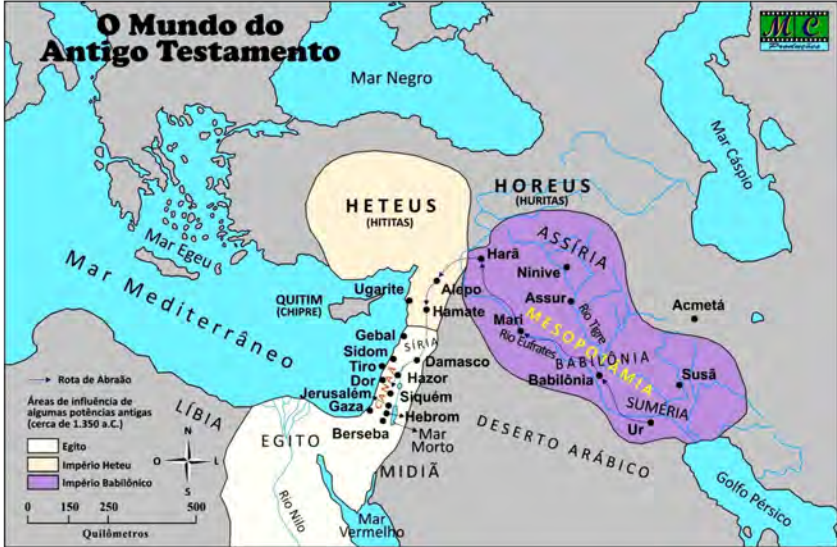 O Mundo do
Antigo Testamento
M C
Produções
Mar Negro
Mar Cáspio
HETEUS
(HITITAS)
HOREUS
(HURITAS)
ASSÍRIA
Mar Egeu
Mar Mediterrâneo
QUITIM
(CHIPRE)
Ugarite
Alepo
Hamate
Harã
Ninive
Assur
Rio Tigre
Acmetá
Mari
Rio Eufrates
MESOPOTÂMIA
BABILÔNIA
Babilônia
Susã
SUMÉRIA
Ur
Gebal
SÍRIA
Sidom
Tiro
Dor
CANAÃ
Damasco
Hazor
Jerusalém
Siquém
Gaza
Hebrom
Berseba
Mar
Morto
LÍBIA
EGITO
MIDIÃ
DESERTO ARÁBICO
Golfo Pérsico
Rio Nilo
Mar
Vermelho
Rota de Abraão
Áreas de influência de
algumas potências antigas
(cerca de 1.350 a.C.)
Egito
Império Heteu
Império Babilônico
N
O
L
S
0 150 250 500
Quilômetros